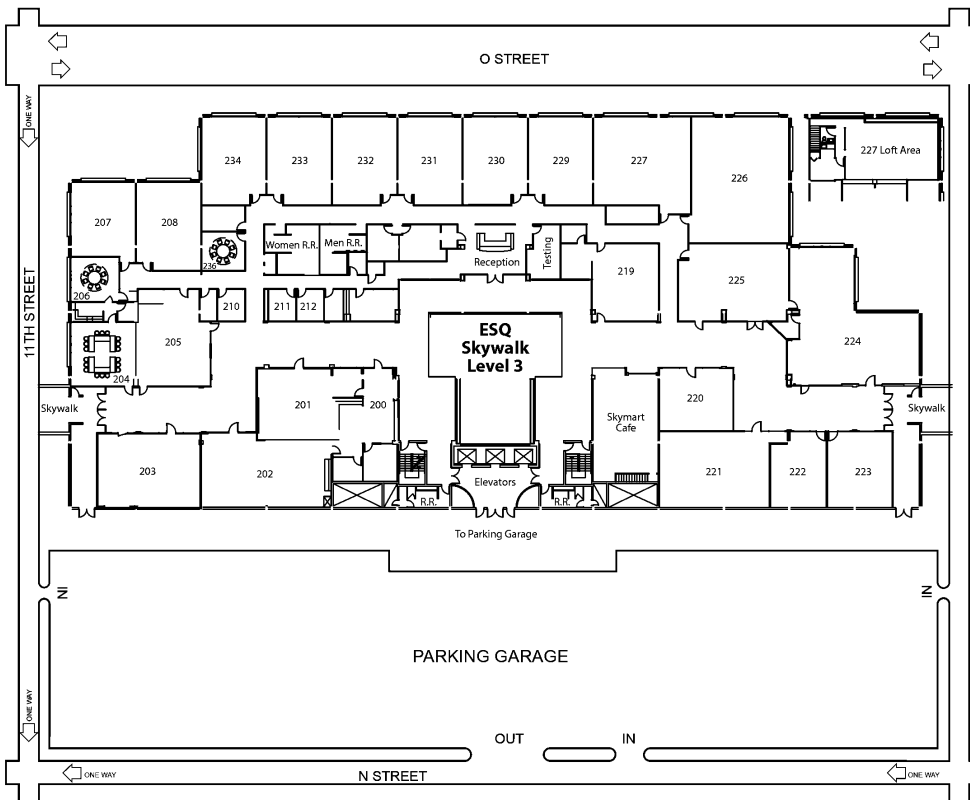 O STREET
ONE WAY
234
233
232
231
230
229
227
226
227 Loft Area
207
208
236
Women R.R.
Men R.R.
Reception
Testing
219
225
206
210
211
212
205
204
ESQ
Skywalk
Level 3
224
11TH STREET
Skywalk
201
200
Skymart
Cafe
220
Skywalk
203
202
Elevators
R.R.
R.R.
221
222
223
To Parking Garage
IN
IN
PARKING GARAGE
ONE WAY
OUT
IN
ONE WAY
N STREET
ONE WAY